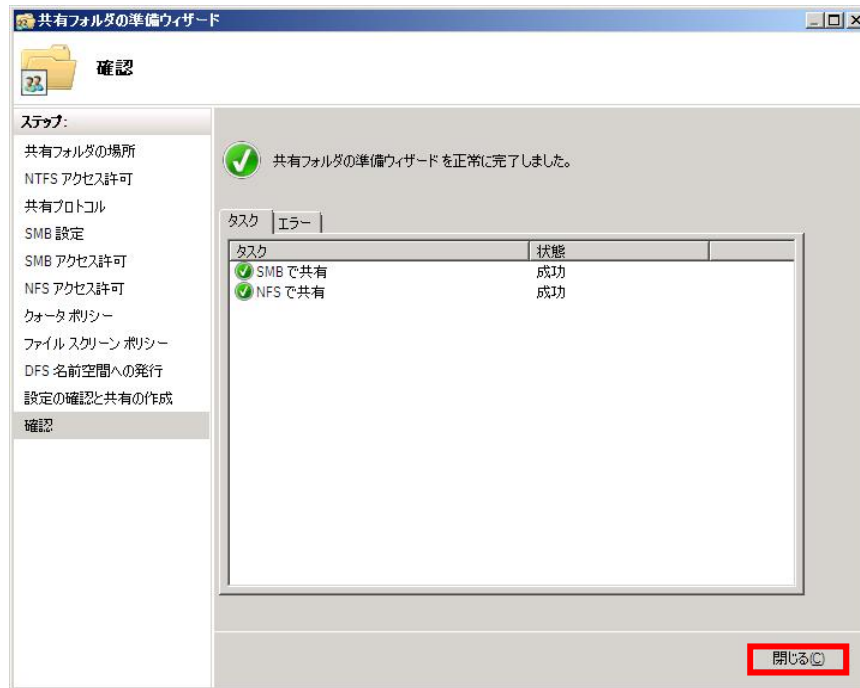 共有フォルダの準備ウィザード
確認
ステップ:
共有フォルダの場所
NTFS アクセス許可
共有プロトコル
SMB 設定
SMB アクセス許可
NFS アクセス許可
クォータ ポリシー
ファイル スクリーン ポリシー
DFS 名前空間への発行
設定の確認と共有の作成
確認
共有フォルダの準備ウィザード を正常に完了しました。
タスク エラー
タスク 状態
SMB で共有 成功
NFS で共有 成功
閉じる(C)